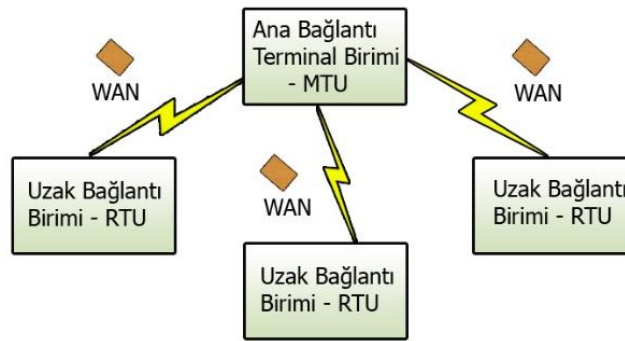 Ana Bağlantı
Terminal Birimi
- MTU
WAN
WAN
Uzak Bağlantı
Birimi - RTU
WAN
Uzak Bağlantı
Birimi - RTU
Uzak Bağlantı
Birimi - RTU